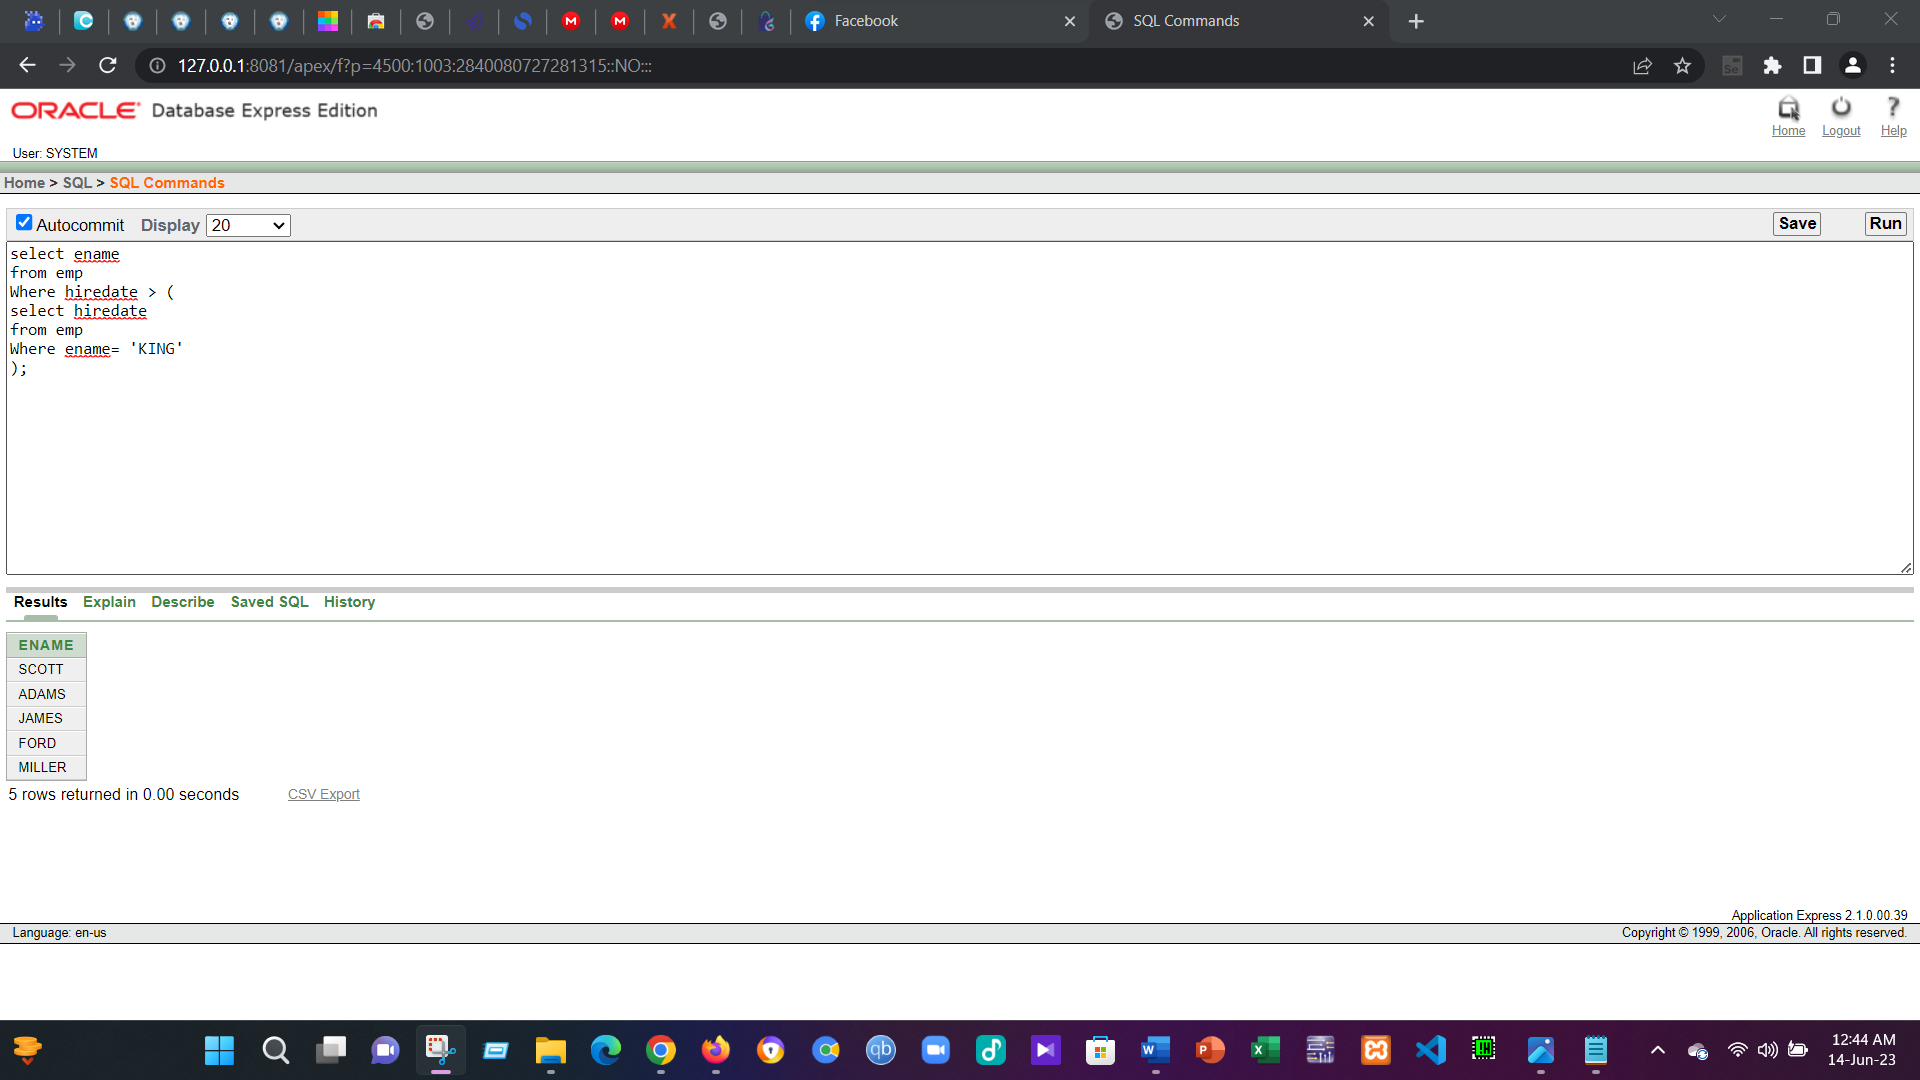 Facebook
SQL Commands
127.0.0.1:8081/apex/f?p=4500:1003:2840080727281315::NO:::
ORACLE Database Express Edition
Home Logout Help
User: SYSTEM
Home > SQL > SQL Commands
Autocommit Display 20 Save Run
select ename
from emp
Where hiredate > (
select hiredate
from emp
Where ename= 'KING'
);
Results Explain Describe Saved SQL History
ENAME
SCOTT
ADAMS
JAMES
FORD
MILLER
5 rows returned in 0.00 seconds CSV Export
Application Express 2.1.0.00.39
Language: en-us Copyright © 1999, 2006, Oracle. All rights reserved.
12:44 AM
14-Jun-23